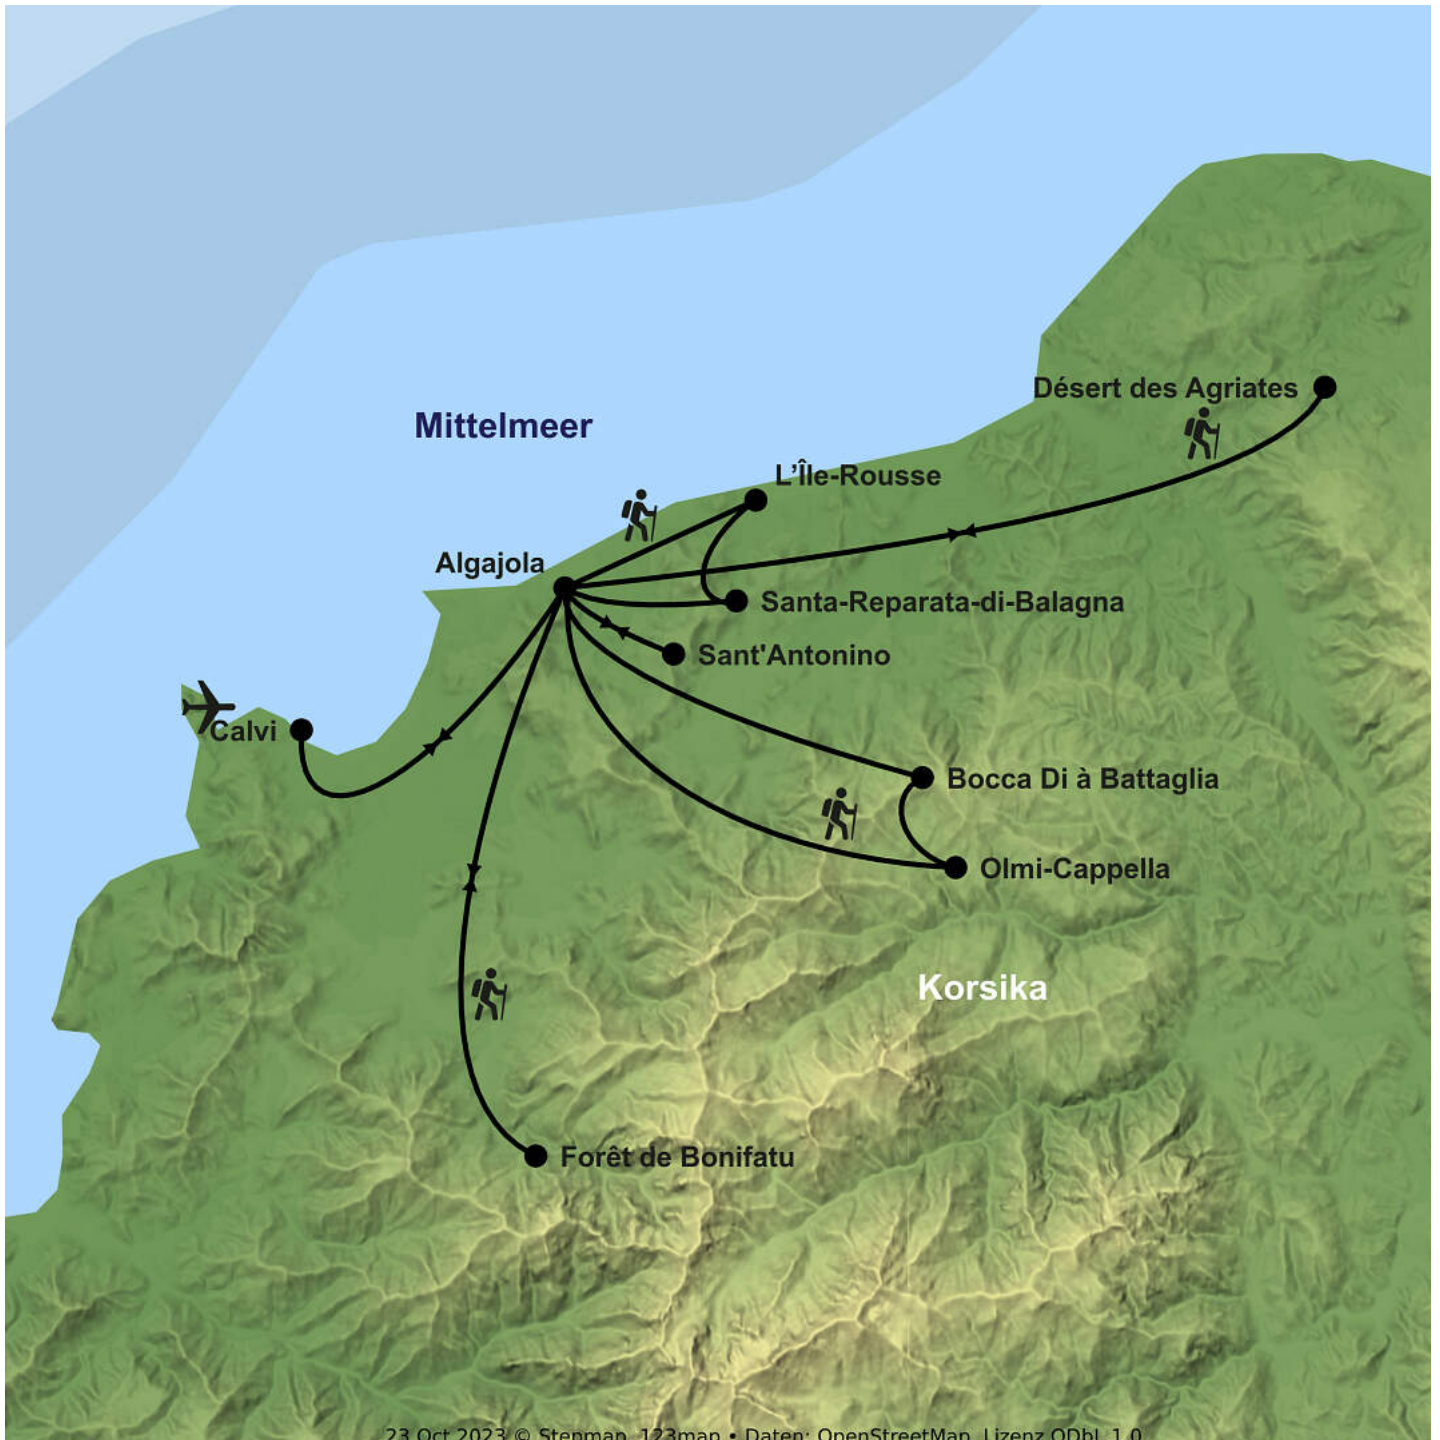 Désert des Agriates
Mittelmeer
L'Île-Rousse
Algajola
Santa-Reparata-di-Balagna
Sant'Antonino
Calvi
Bocca Di à Battaglia
Olmi-Cappella
Korsika
Forêt de Bonifatu
23 Oct 2023 © Stepmap, 123map • Daten: OpenStreetMap, Lizenz ODbL 1.0